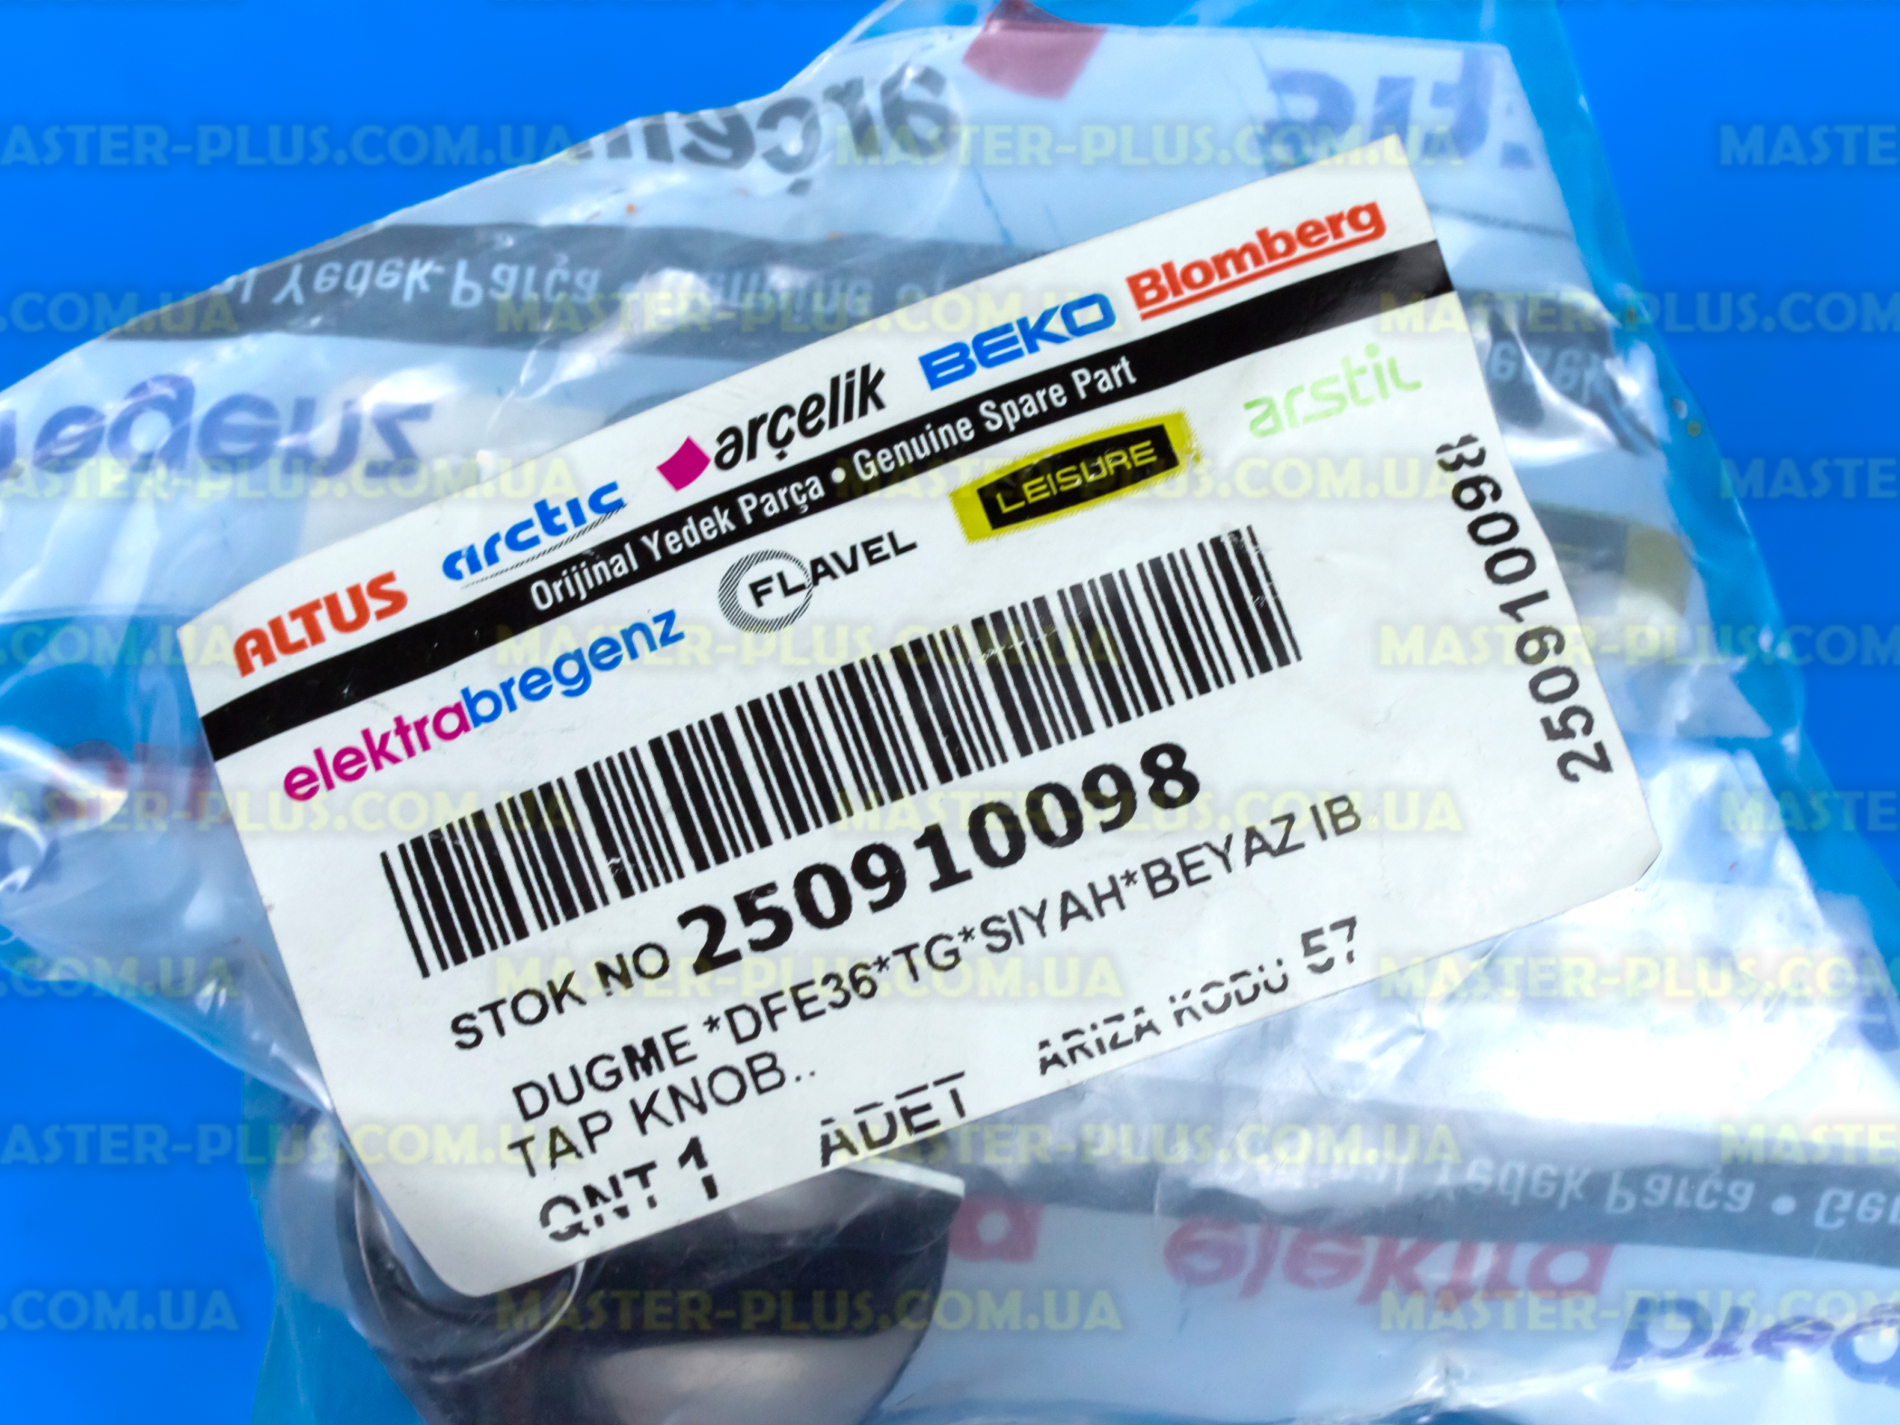 ALTUS arctic arçelik BEKO Blomberg
Orijinal Yedek Parça • Genuine Spare Part
elektrabregenz FLAVEL LEISURE arstil
250910098
STOK NO 250910098
DUGME *DFE36*TG*SIYAH*BEYAZ IB
TAP KNOB..
QNT 1 ADET ARIZA KODU 57
MASTER-PLUS.COM.UA